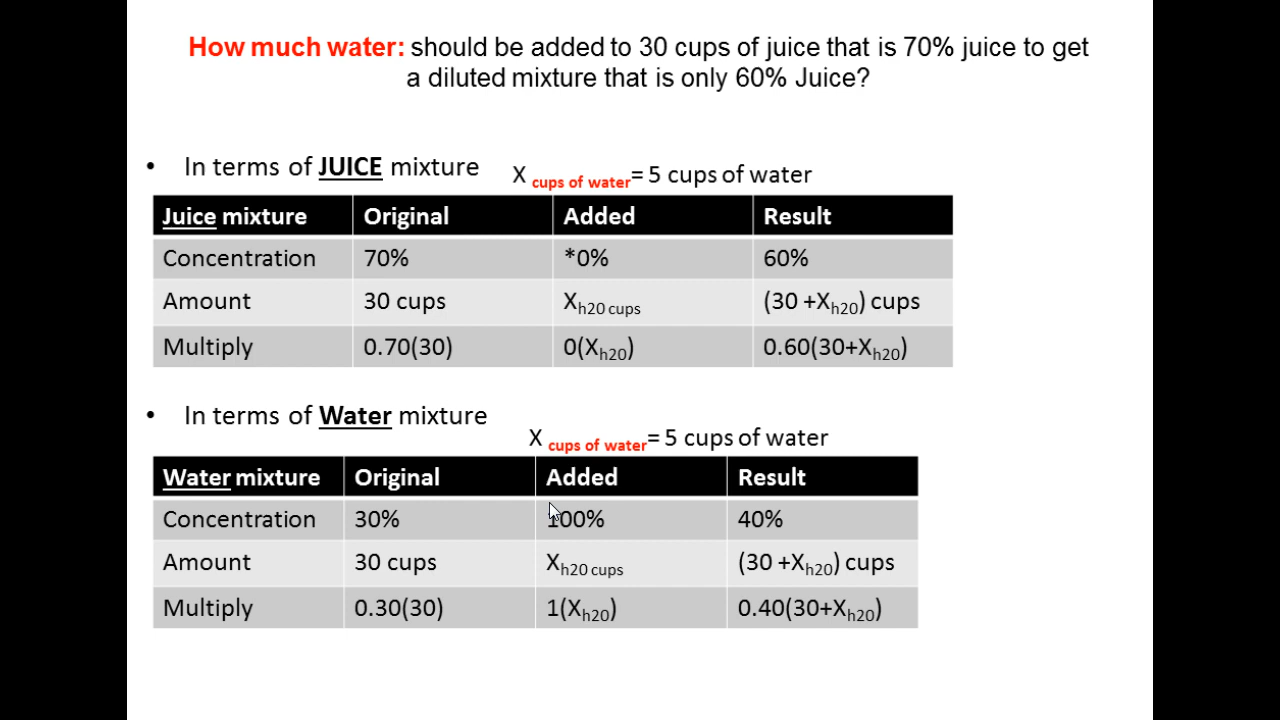 How much water: should be added to 30 cups of juice that is 70% juice to get
a diluted mixture that is only 60% Juice?
• In terms of JUICE mixture
X cups of water= 5 cups of water
Juice mixture Original Added Result
Concentration 70% *0% 60%
Amount 30 cups Xh20 cups (30 +Xh20) cups
Multiply 0.70(30) 0(Xh20) 0.60(30+Xh20)
• In terms of Water mixture
X cups of water= 5 cups of water
Water mixture Original Added Result
Concentration 30% 100% 40%
Amount 30 cups Xh20 cups (30 +Xh20) cups
Multiply 0.30(30) 1(Xh20) 0.40(30+Xh20)